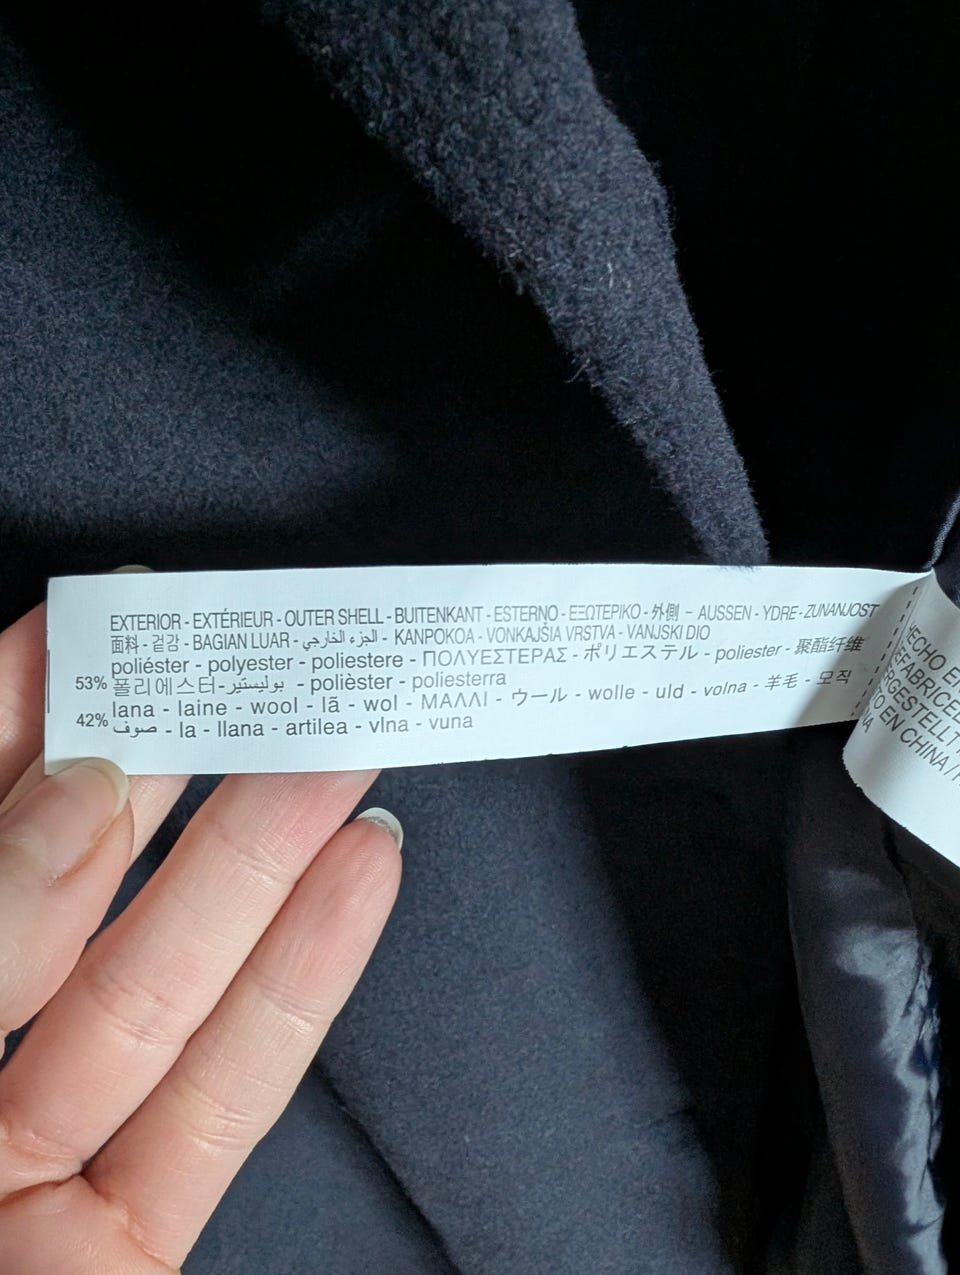 EXTERIOR - EXTÉRIEUR - OUTER SHELL - BUITENKANT - ESTERNO - ΕΞΩΤΕΡΙΚΟ - 外側 - AUSSEN - YDRE - ZUNANJOST
面料 - 겉감 - BAGIAN LUAR - الجزء الخارجي - KANPOKOA - VONKAJŠIA VRSTVA - VANJSKI DIO
poliéster - polyester - poliestere - ΠΟΛΥΕΣΤΕΡΑΣ - ポリエステル - poliester - 聚酯纤维
53% 폴리에스터 - بوليستير - polièster - poliesterra
lana - laine - wool - lã - wol - ΜΑΛΛΙ - ウール - wolle - uld - volna - 羊毛 - 모직
42% صوف - la - llana - artilea - vlna - vuna
HECHO EN
EN CHINA /